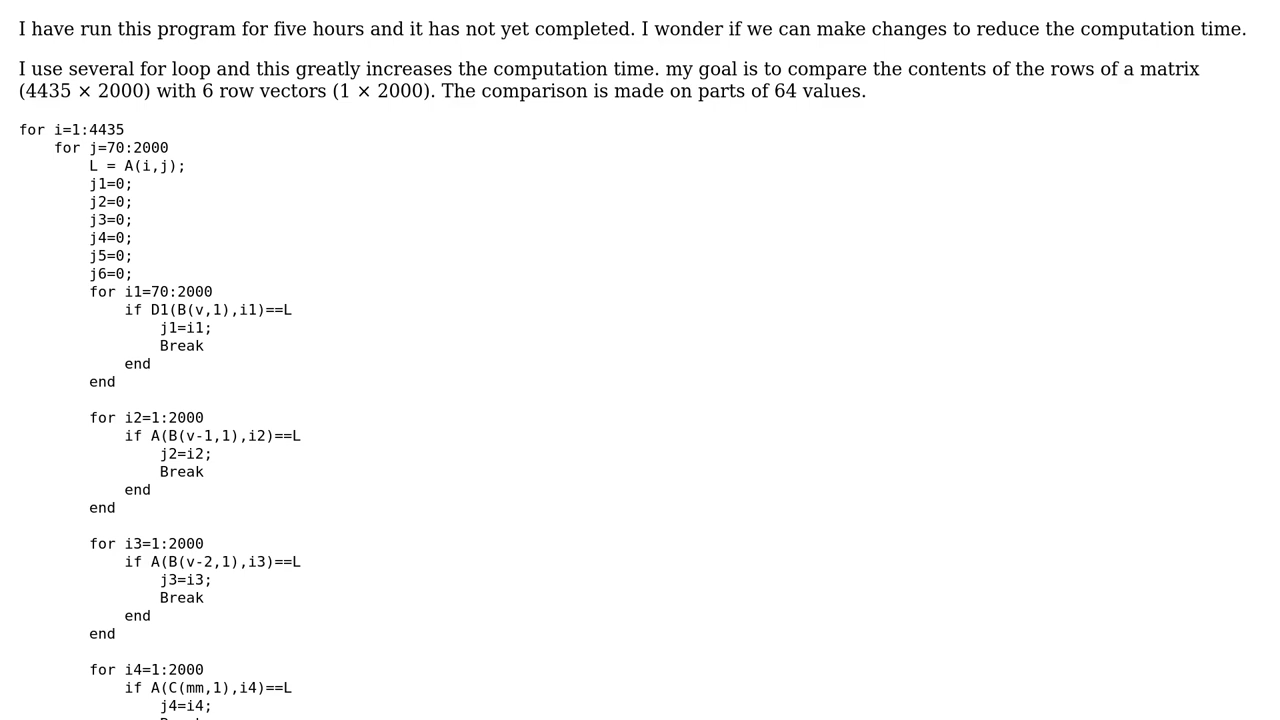 I have run this program for five hours and it has not yet completed. I wonder if we can make changes to reduce the computation time.
I use several for loop and this greatly increases the computation time. my goal is to compare the contents of the rows of a matrix
(4435 × 2000) with 6 row vectors (1 × 2000). The comparison is made on parts of 64 values.
for i=1:4435
    for j=70:2000
        L = A(i,j);
        j1=0;
        j2=0;
        j3=0;
        j4=0;
        j5=0;
        j6=0;
        for i1=70:2000
            if D1(B(v,1),i1)==L
                j1=i1;
                Break
            end
        end
        for i2=1:2000
            if A(B(v-1,1),i2)==L
                j2=i2;
                Break
            end
        end
        for i3=1:2000
            if A(B(v-2,1),i3)==L
                j3=i3;
                Break
            end
        end
        for i4=1:2000
            if A(C(mm,1),i4)==L
                j4=i4;